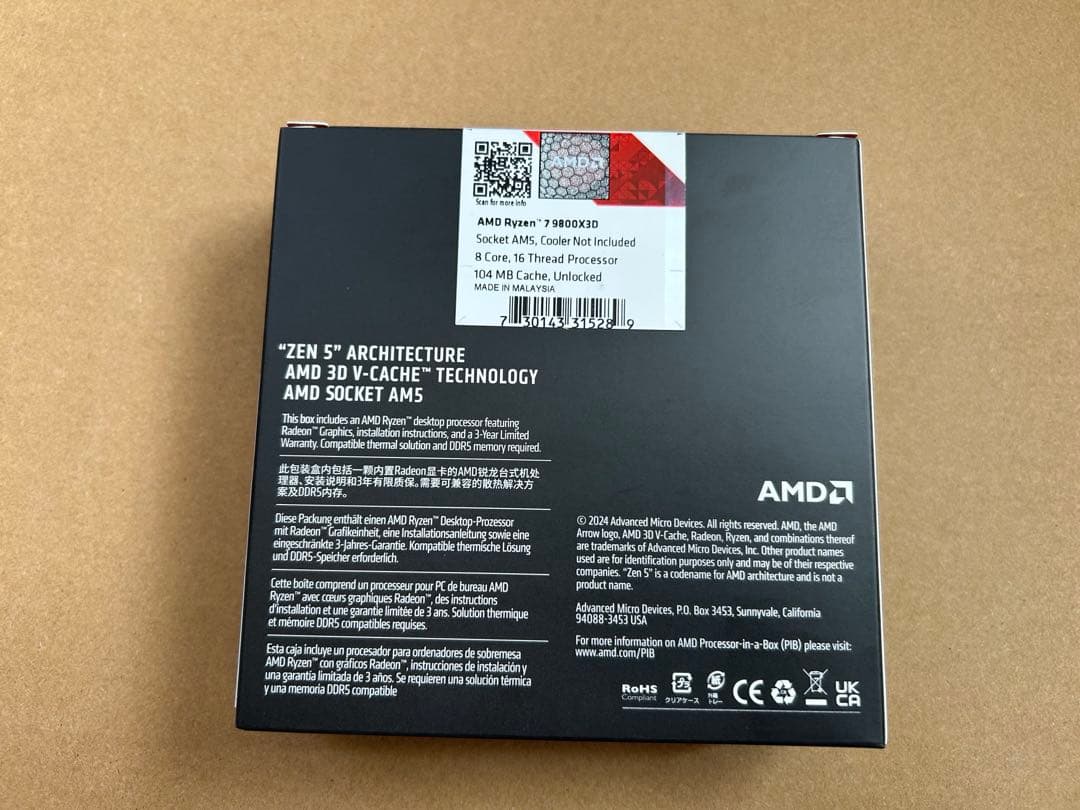 AMD
Scan for more info
AMD Ryzen™ 7 9800X3D
Socket AM5, Cooler Not Included
8 Core, 16 Thread Processor
104 MB Cache, Unlocked
MADE IN MALAYSIA
7 30143 31528 9
“ZEN 5” ARCHITECTURE
AMD 3D V-CACHE™ TECHNOLOGY
AMD SOCKET AM5
This box includes an AMD Ryzen™ desktop processor featuring
Radeon™ Graphics, installation instructions, and a 3-Year Limited
Warranty. Compatible thermal solution and DDR5 memory required.
此包装盒内包括一颗内置Radeon显卡的AMD锐龙台式机处
理器、安装说明和3年有限质保。需要可兼容的散热解决方
案及DDR5内存。
Diese Packung enthält einen AMD Ryzen™ Desktop-Prozessor
mit Radeon™ Grafikeinheit, eine Installationsanleitung sowie eine
eingeschränkte 3-Jahres-Garantie. Kompatible thermische Lösung
und DDR5-Speicher erforderlich.
Cette boîte comprend un processeur pour PC de bureau AMD
Ryzen™ avec cœurs graphiques Radeon™, des instructions
d'installation et une garantie limitée de 3 ans. Solution thermique
et mémoire DDR5 compatibles requises.
Esta caja incluye un procesador para ordenadores de sobremesa
AMD Ryzen™ con gráficos Radeon™, instrucciones de instalación y
una garantía limitada de 3 años. Se requieren una solución térmica
y una memoria DDR5 compatible
AMD
© 2024 Advanced Micro Devices. All rights reserved. AMD, the AMD
Arrow logo, AMD 3D V-Cache, Radeon, Ryzen, and combinations thereof
are trademarks of Advanced Micro Devices, Inc. Other product names
used are for identification purposes only and may be of their respective
companies. “Zen 5” is a codename for AMD architecture and is not a
product name.
Advanced Micro Devices, P.O. Box 3453, Sunnyvale, California
94088-3453 USA
For more information on AMD Processor-in-a-Box (PIB) please visit:
www.amd.com/PIB
RoHS
Compliant
プラ
クリアケース
紙
外箱
トレー
CE
UK
CA